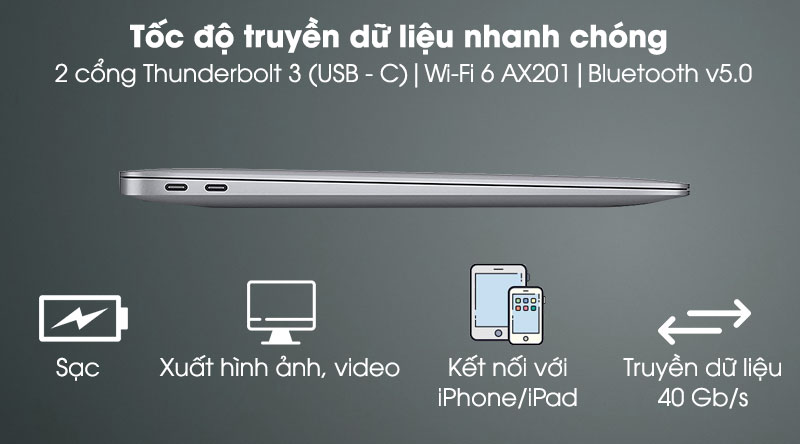 Tốc độ truyền dữ liệu nhanh chóng
2 cổng Thunderbolt 3 (USB - C) | Wi-Fi 6 AX201 | Bluetooth v5.0
Sạc
Xuất hình ảnh, video
Kết nối với
iPhone/iPad
Truyền dữ liệu
40 Gb/s